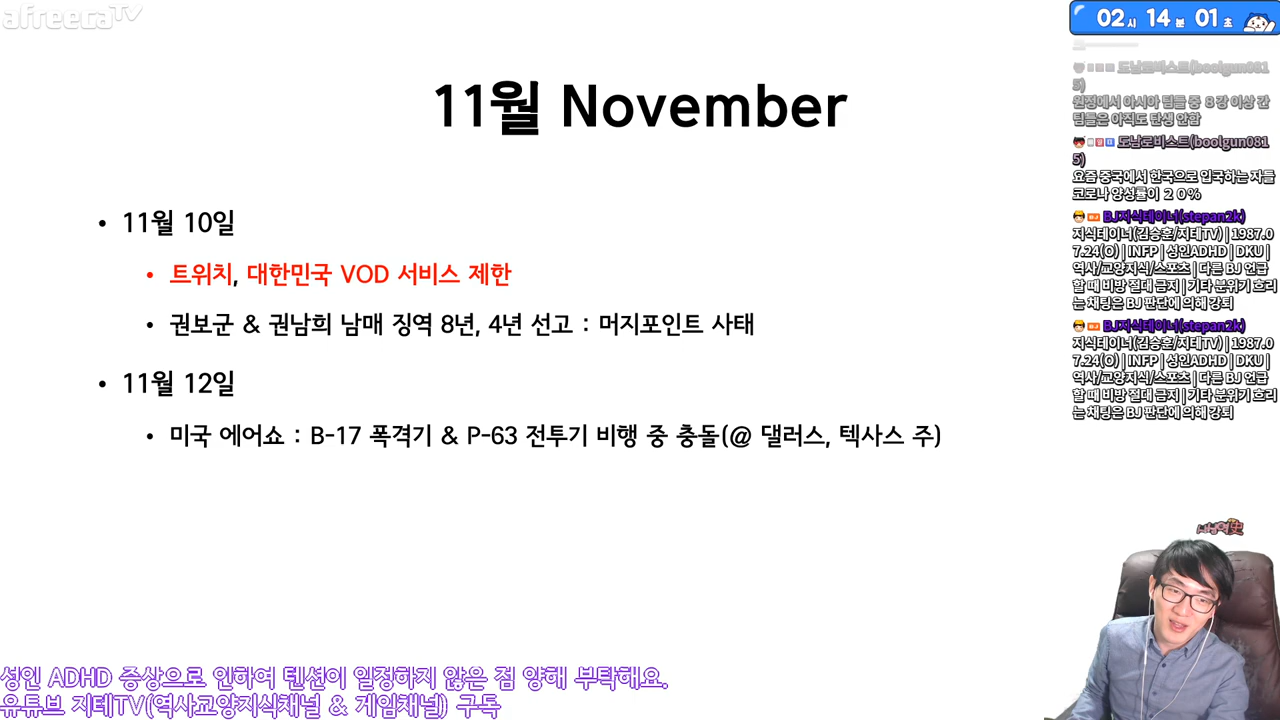 afreecaTV
02시 14분 01초
11월 November
• 11월 10일
• 트위치, 대한민국 VOD 서비스 제한
• 권보군 & 권남희 남매 징역 8년, 4년 선고 : 머지포인트 사태
• 11월 12일
• 미국 에어쇼 : B-17 폭격기 & P-63 전투기 비행 중 충돌(@ 댈러스, 텍사스 주)
도남로비스트(boolgun081
5)
원정에서 아시아 팀들 중 8강 이상 간
팀들은 아직도 탄생 안함
도남로비스트(boolgun081
5)
요즘 중국에서 한국으로 입국하는 자들
코로나 양성률이 20%
BJ지식테이너(stepan2k)
지식테이너(김승훈/지테TV) | 1987.0
7.24(O) | INFP | 성인ADHD | DKU |
역사/교양지식/스포츠 | 다른 BJ 언급
할 때 비방 절대 금지 | 기타 분위기 흐리
는 채팅은 BJ 판단에 의해 강퇴
BJ지식테이너(stepan2k)
지식테이너(김승훈/지테TV) | 1987.0
7.24(O) | INFP | 성인ADHD | DKU |
역사/교양지식/스포츠 | 다른 BJ 언급
할 때 비방 절대 금지 | 기타 분위기 흐리
는 채팅은 BJ 판단에 의해 강퇴
성인 ADHD 증상으로 인하여 텐션이 일정하지 않은 점 양해 부탁해요.
유튜브 지테TV(역사교양지식채널 & 게임채널) 구독